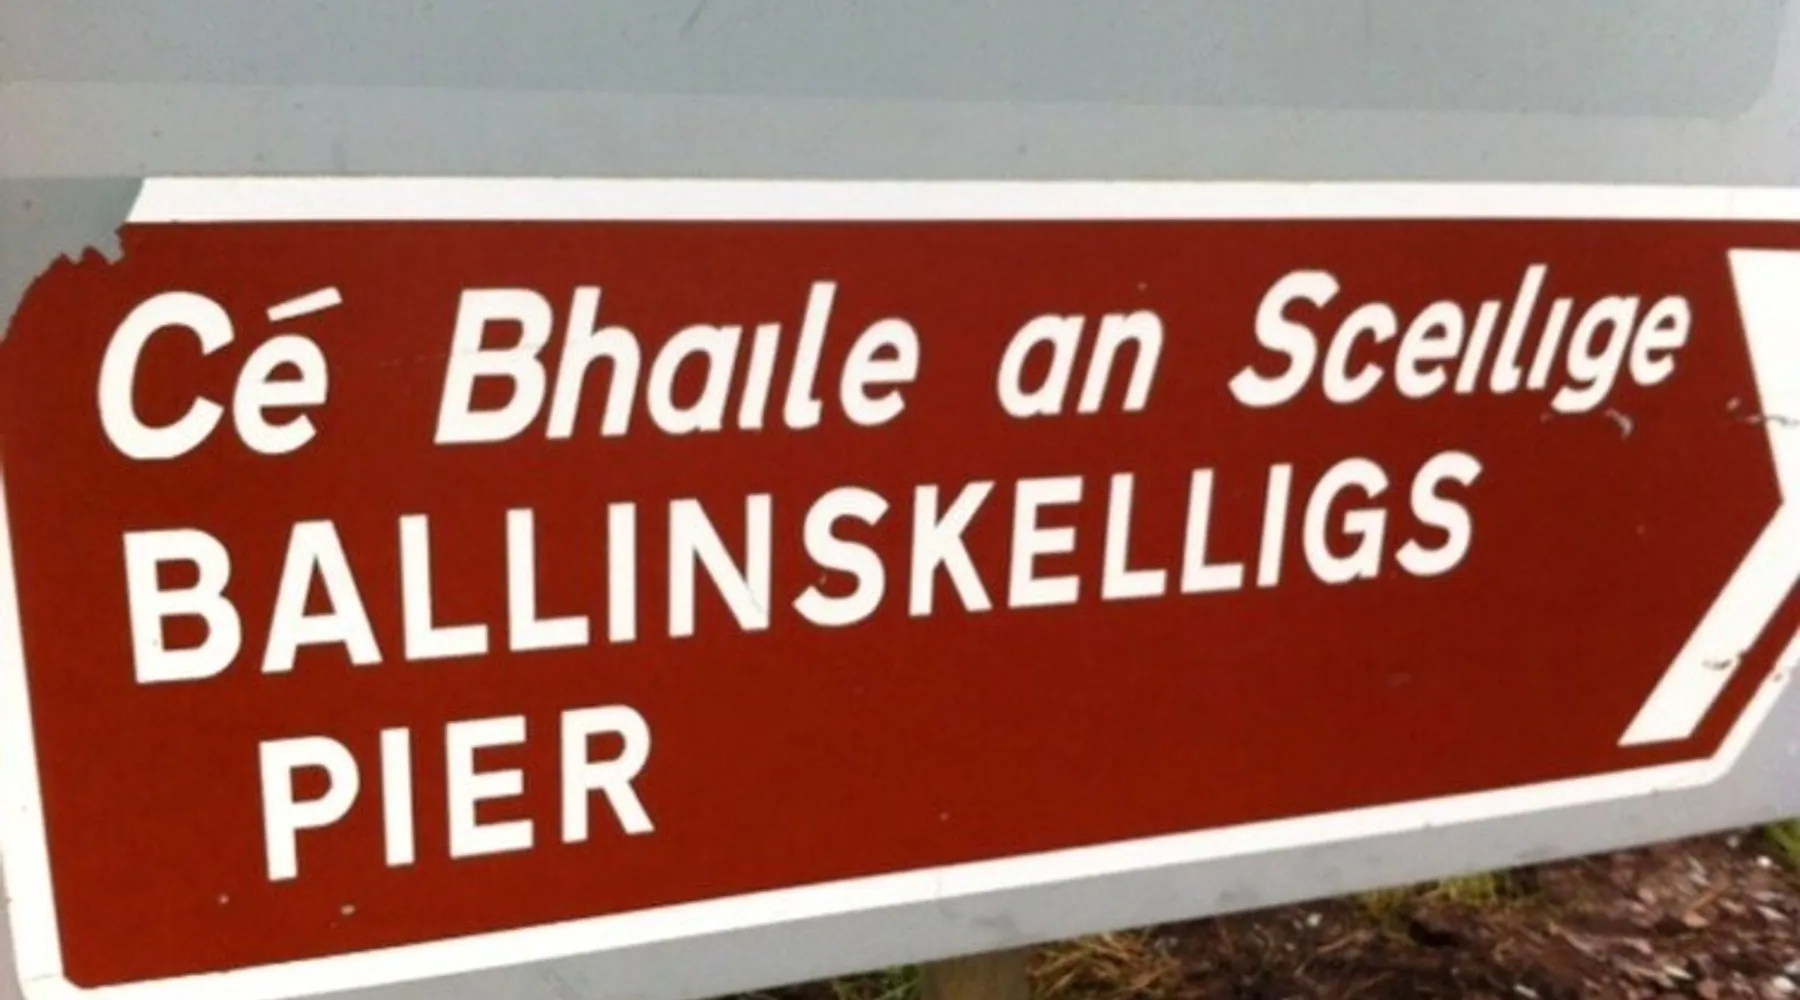 Cé Bhaile an Sceilige
BALLINSKELLIGS
PIER